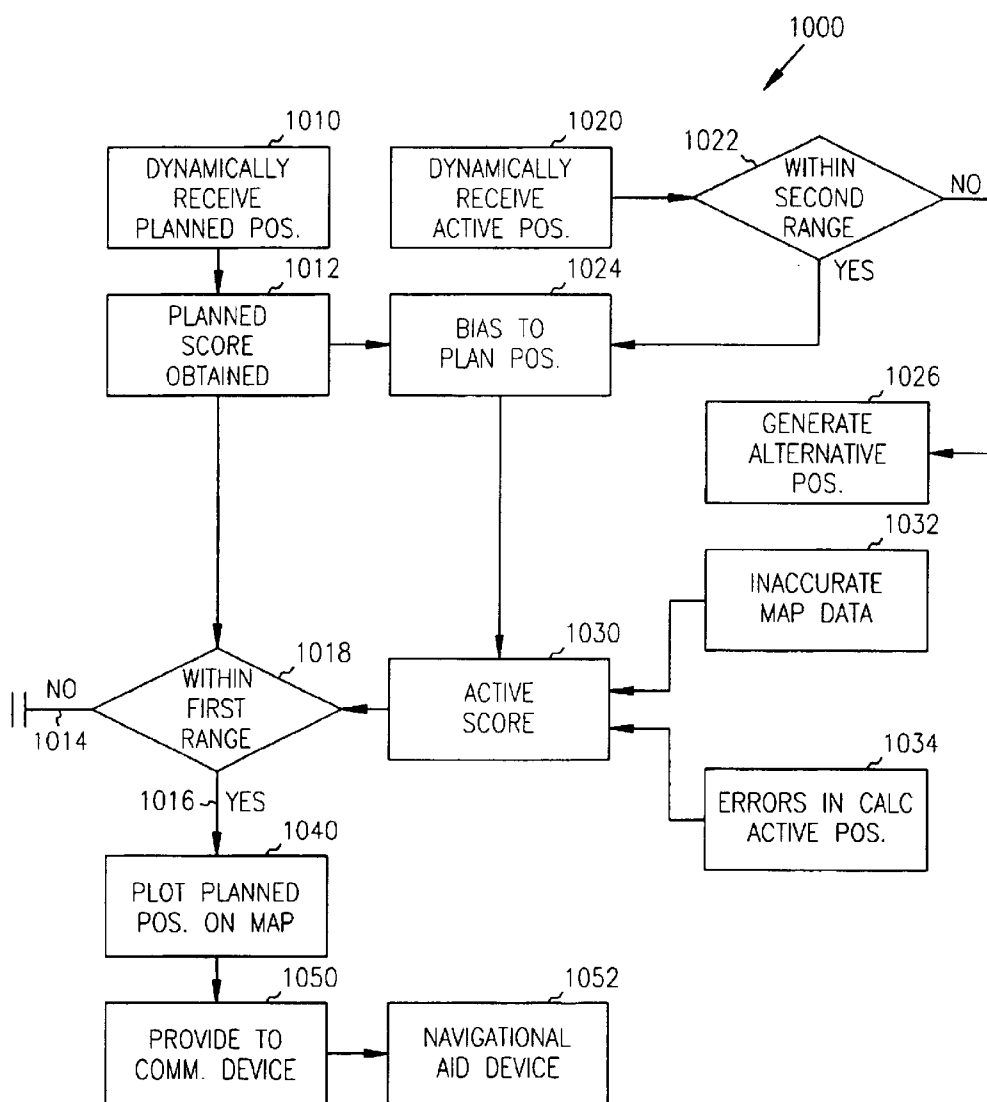 1000
1010
DYNAMICALLY
RECEIVE
PLANNED POS.
1020
DYNAMICALLY
RECEIVE
ACTIVE POS.
1022
WITHIN
SECOND
RANGE
NO
YES
1012
PLANNED
SCORE
OBTAINED
1024
BIAS TO
PLAN POS.
1026
GENERATE
ALTERNATIVE
POS.
1032
INACCURATE
MAP DATA
1018
WITHIN
FIRST
RANGE
NO
1014
1016
YES
1030
ACTIVE
SCORE
1034
ERRORS IN CALC
ACTIVE POS.
1040
PLOT PLANNED
POS. ON MAP
1050
PROVIDE TO
COMM. DEVICE
1052
NAVIGATIONAL
AID DEVICE